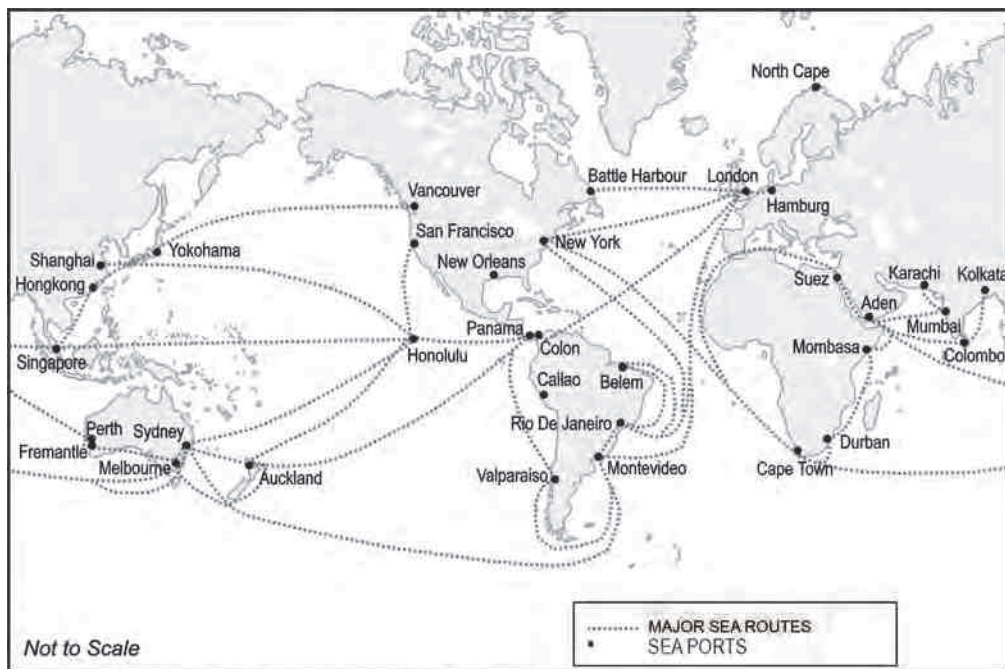 North Cape
Battle Harbour
London
Hamburg
Vancouver
San Francisco
New York
New Orleans
Yokohama
Shanghai
Hongkong
Suez
Karachi
Kolkata
Aden
Mumbai
Colombo
Singapore
Honolulu
Panama
Colon
Mombasa
Callao
Belem
Rio De Janeiro
Perth
Fremantle
Sydney
Melbourne
Auckland
Valparaiso
Montevideo
Durban
Cape Town
MAJOR SEA ROUTES
SEA PORTS
Not to Scale